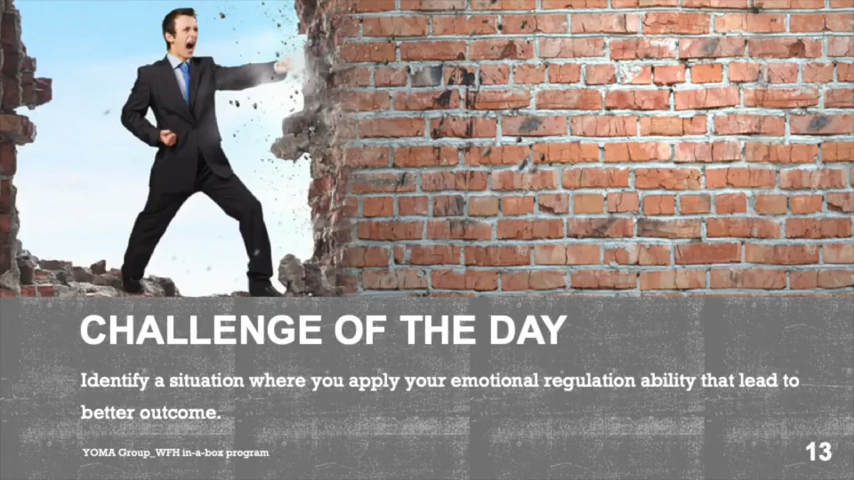 CHALLENGE OF THE DAY
Identify a situation where you apply your emotional regulation ability that lead to
better outcome.
YOMA Group_WFH in-a-box program
13